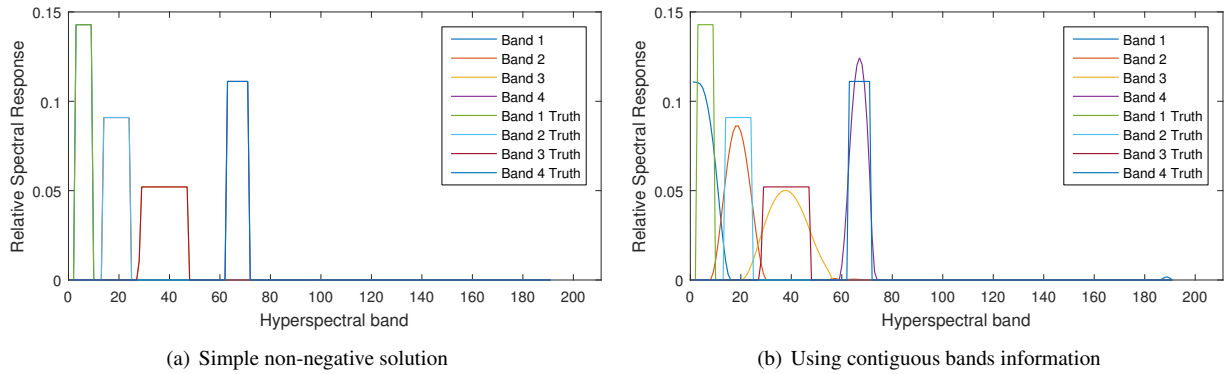 0.15
0.1
0.05
0
Relative Spectral Response
0 20 40 60 80 100 120 140 160 180 200
Hyperspectral band
Band 1
Band 2
Band 3
Band 4
Band 1 Truth
Band 2 Truth
Band 3 Truth
Band 4 Truth
(a) Simple non-negative solution
0.15
0.1
0.05
0
Relative Spectral Response
0 20 40 60 80 100 120 140 160 180 200
Hyperspectral band
Band 1
Band 2
Band 3
Band 4
Band 1 Truth
Band 2 Truth
Band 3 Truth
Band 4 Truth
(b) Using contiguous bands information